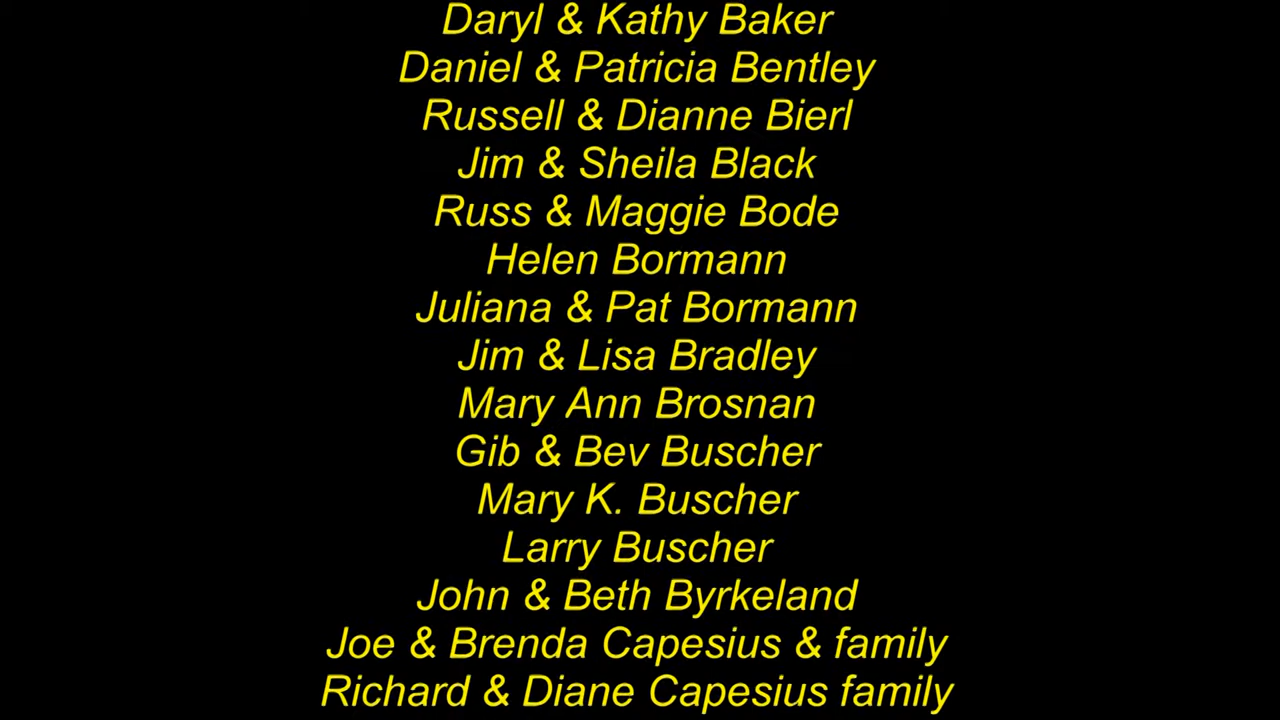 Daryl & Kathy Baker
Daniel & Patricia Bentley
Russell & Dianne Bierl
Jim & Sheila Black
Russ & Maggie Bode
Helen Bormann
Juliana & Pat Bormann
Jim & Lisa Bradley
Mary Ann Brosnan
Gib & Bev Buscher
Mary K. Buscher
Larry Buscher
John & Beth Byrkeland
Joe & Brenda Capesius & family
Richard & Diane Capesius family